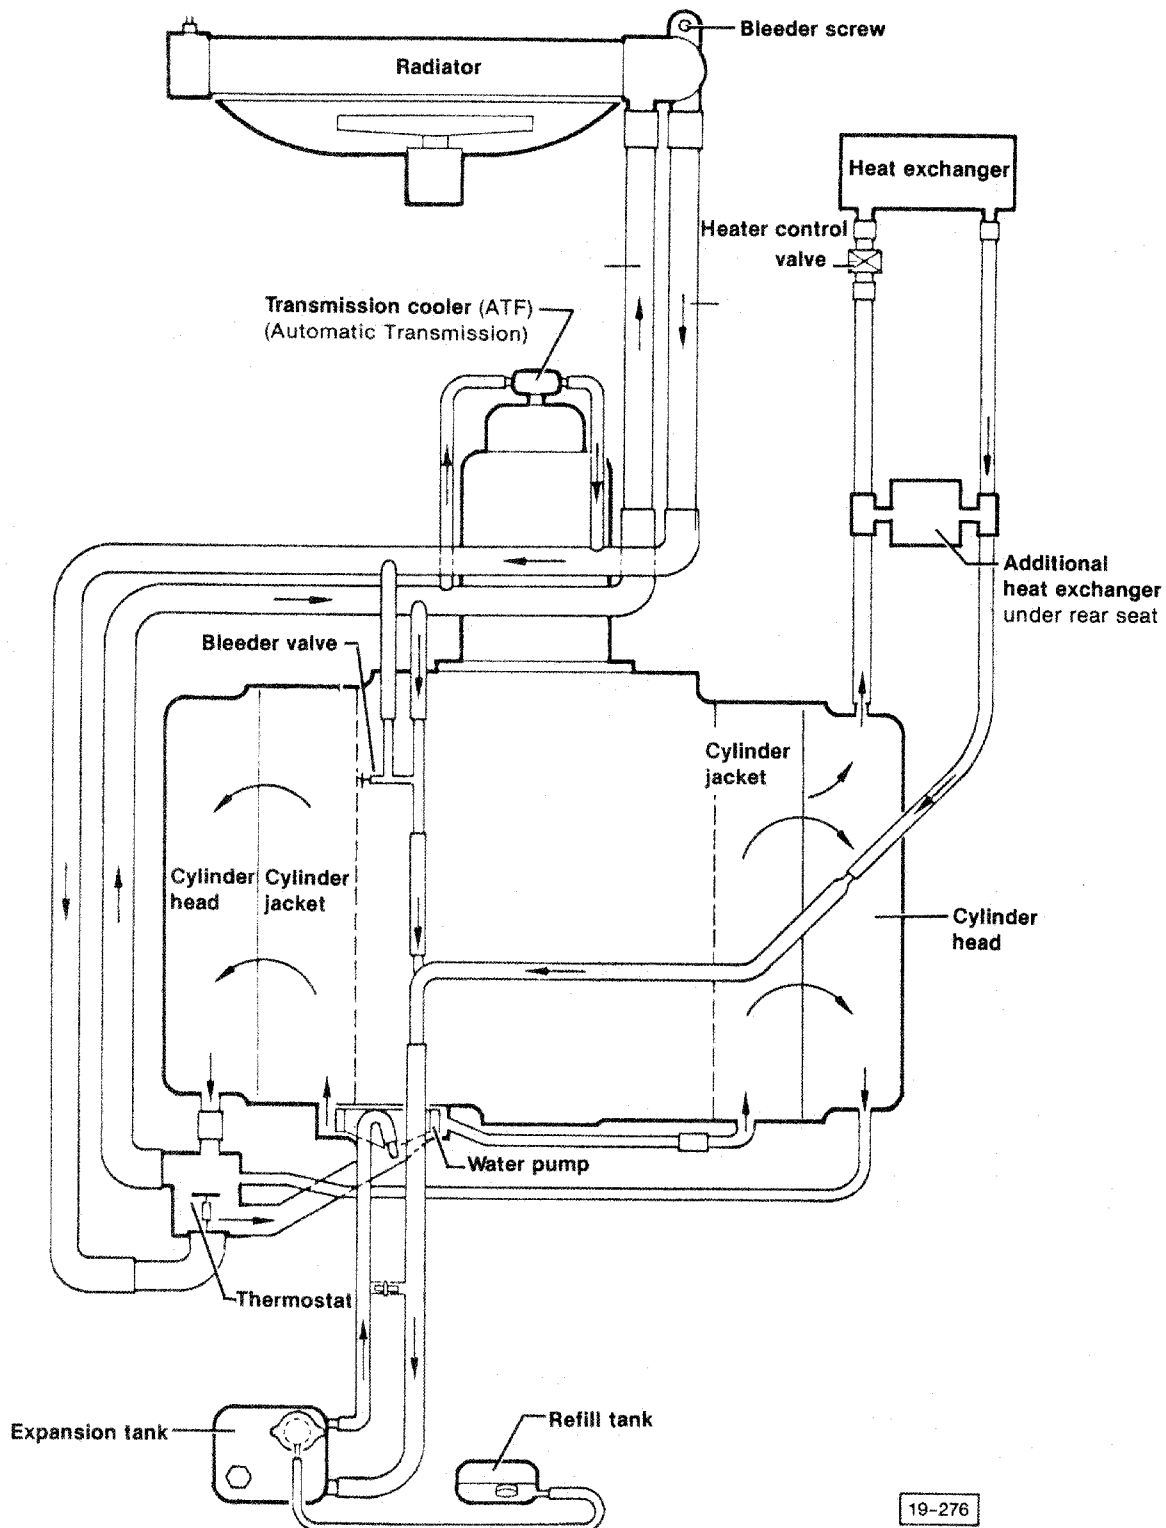 Bleeder screw
Radiator
Heat exchanger
Heater control
valve
Transmission cooler (ATF)
(Automatic Transmission)
Additional
heat exchanger
under rear seat
Bleeder valve
Cylinder
jacket
Cylinder
head
Cylinder
jacket
Cylinder
head
Water pump
Thermostat
Expansion tank
Refill tank
19-276